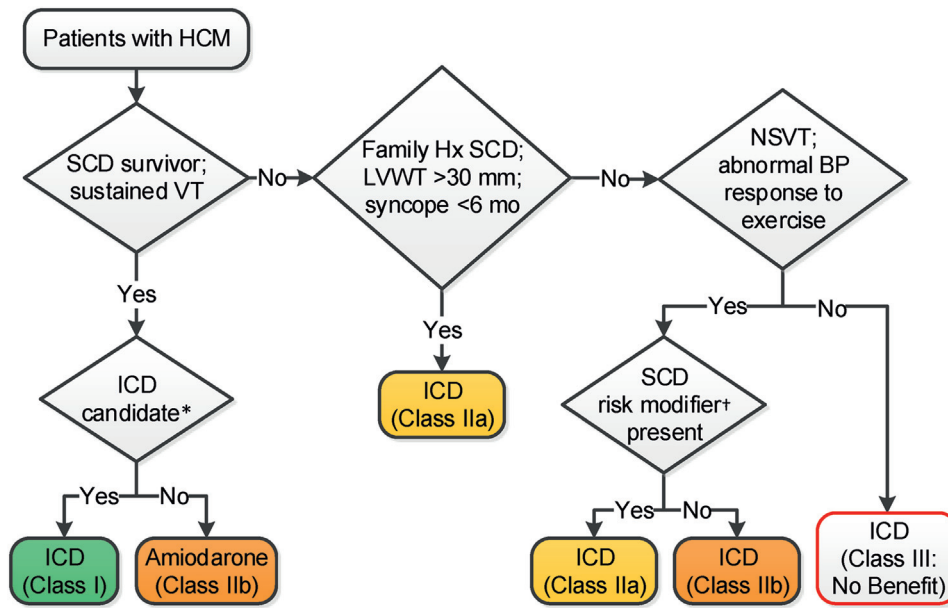 Patients with HCM
SCD survivor;
sustained VT
No
Family Hx SCD;
LVWT >30 mm;
syncope <6 mo
No
NSVT;
abnormal BP
response to
exercise
Yes
Yes
Yes
No
ICD
candidate*
ICD
(Class IIa)
SCD
risk modifier†
present
Yes
No
Yes
No
ICD
(Class I)
Amiodarone
(Class IIb)
ICD
(Class IIa)
ICD
(Class IIb)
ICD
(Class III:
No Benefit)